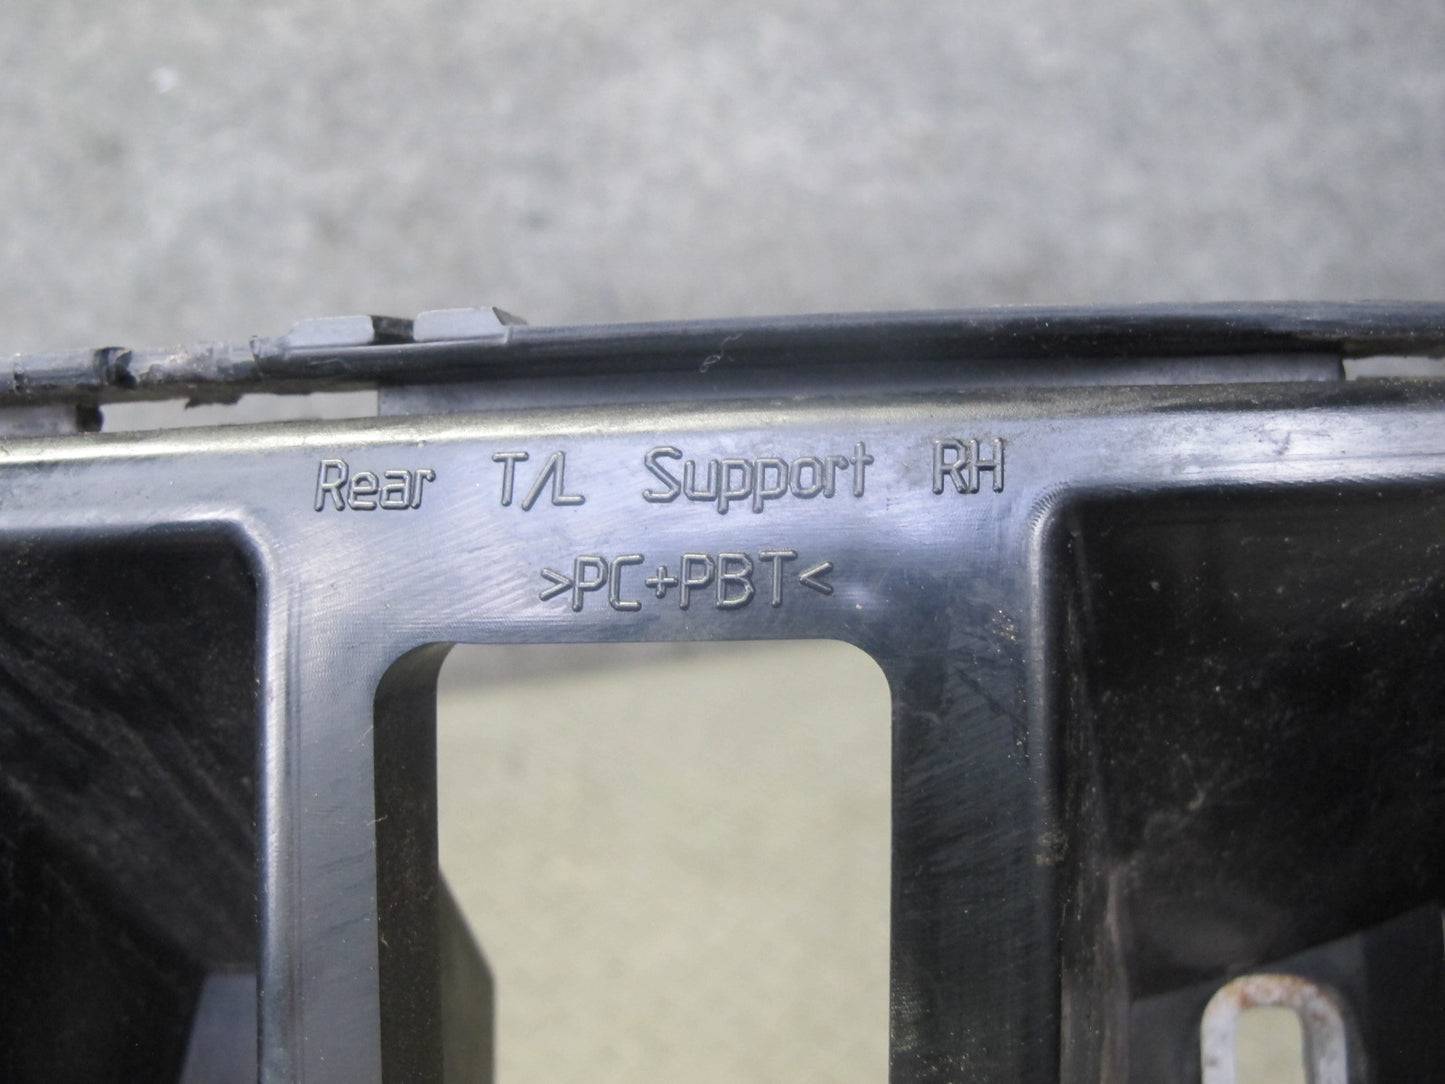 Rear T/L Support RH
>PC+PBT<